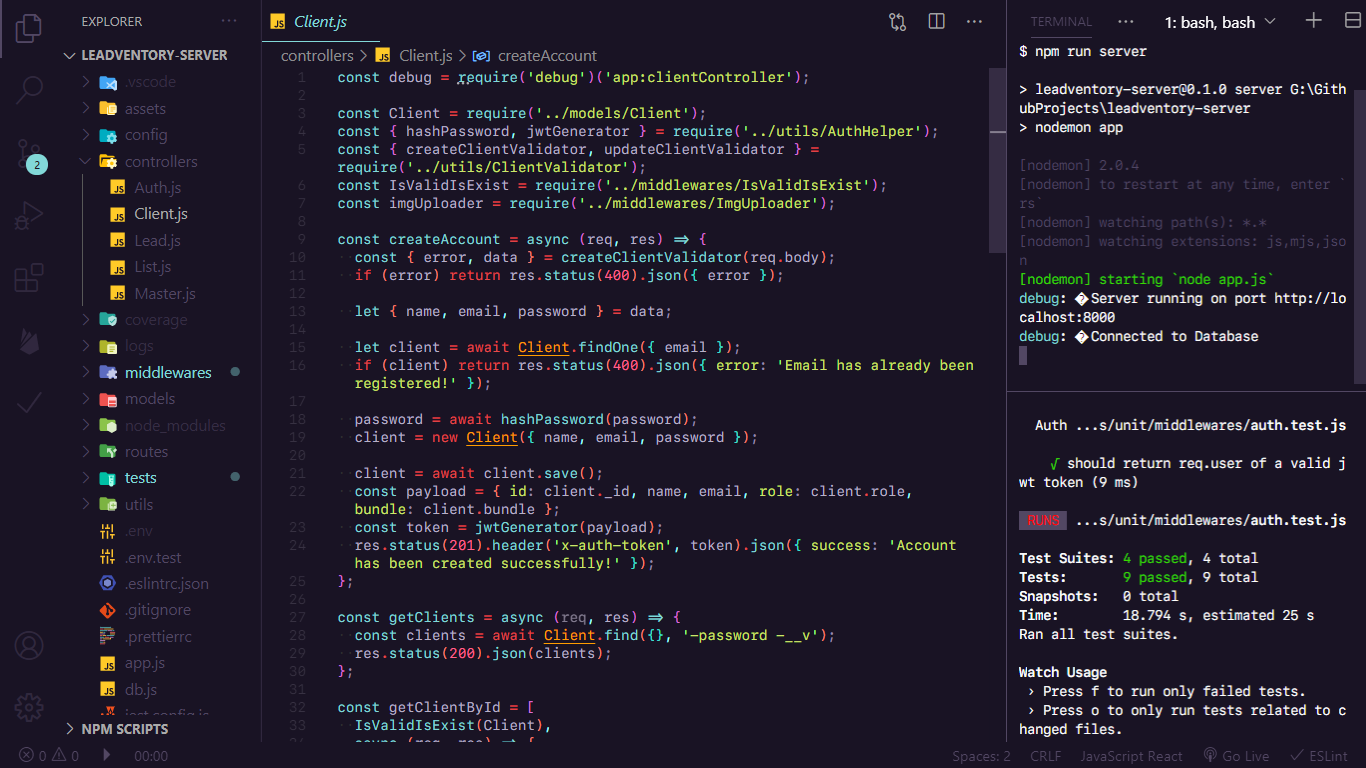 EXPLORER ...
LEADVENTORY-SERVER
.vscode
assets
config
controllers
Auth.js
Client.js
Lead.js
List.js
Master.js
coverage
logs
middlewares
models
node_modules
routes
tests
utils
.env
.env.test
.eslintrc.json
.gitignore
.prettierrc
app.js
db.js
jest.config.js
NPM SCRIPTS
2
JS Client.js
controllers > JS Client.js > createAccount
1 const debug = require('debug')('app:clientController');
2
3 const Client = require('../models/Client');
4 const { hashPassword, jwtGenerator } = require('../utils/AuthHelper');
5 const { createClientValidator, updateClientValidator } =
require('../utils/ClientValidator');
6 const IsValidIsExist = require('../middlewares/IsValidIsExist');
7 const imgUploader = require('../middlewares/ImgUploader');
8
9 const createAccount = async (req, res) => {
10 const { error, data } = createClientValidator(req.body);
11 if (error) return res.status(400).json({ error });
12
13 let { name, email, password } = data;
14
15 let client = await Client.findOne({ email });
16 if (client) return res.status(400).json({ error: 'Email has already been
registered!' });
17
18 password = await hashPassword(password);
19 client = new Client({ name, email, password });
20
21 client = await client.save();
22 const payload = { id: client._id, name, email, role: client.role,
bundle: client.bundle };
23 const token = jwtGenerator(payload);
24 res.status(201).header('x-auth-token', token).json({ success: 'Account
has been created successfully!' });
25 };
26
27 const getClients = async (req, res) => {
28 const clients = await Client.find({}, '-password -__v');
29 res.status(200).json(clients);
30 };
31
32 const getClientById = [
33 IsValidIsExist(Client),
34 async (req, res) => {
TERMINAL ... 1: bash, bash
$ npm run server
> leadventory-server@0.1.0 server G:\Gith
ubProjects\leadventory-server
> nodemon app
[nodemon] 2.0.4
[nodemon] to restart at any time, enter `
rs`
[nodemon] watching path(s): *.*
[nodemon] watching extensions: js,mjs,jso
n
[nodemon] starting `node app.js`
debug: �Server running on port http://lo
calhost:8000
debug: �Connected to Database
Auth ...s/unit/middlewares/auth.test.js
√ should return req.user of a valid j
wt token (9 ms)
RUNS ...s/unit/middlewares/auth.test.js
Test Suites: 4 passed, 4 total
Tests: 9 passed, 9 total
Snapshots: 0 total
Time: 18.794 s, estimated 25 s
Ran all test suites.
Watch Usage
› Press f to run only failed tests.
› Press o to only run tests related to c
hanged files.
0 0 00:00 Spaces: 2 CRLF JavaScript React Go Live ESLint